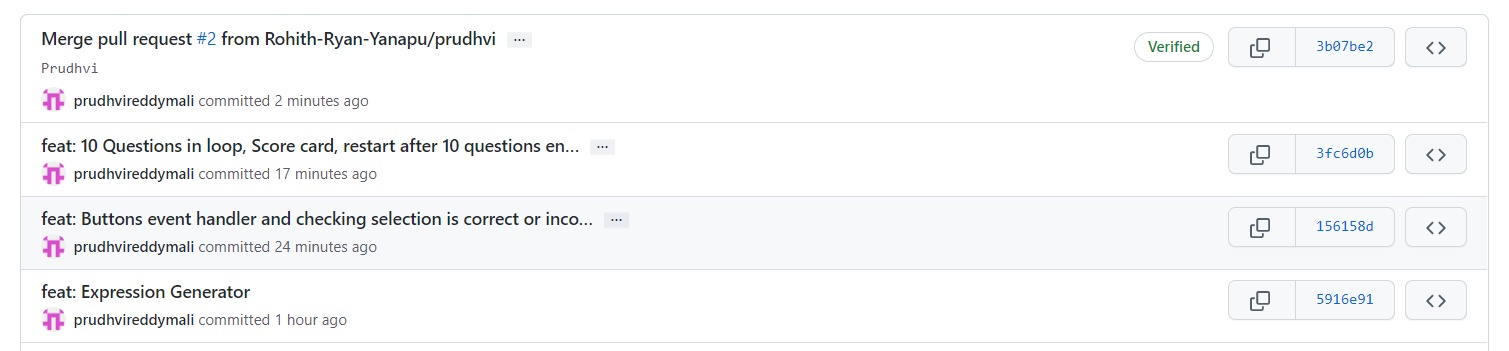 Merge pull request #2 from Rohith-Ryan-Yanapu/prudhvi ...
Verified
3b07be2
Prudhvi
prudhvireddymali committed 2 minutes ago
feat: 10 Questions in loop, Score card, restart after 10 questions en... ...
3fc6d0b
prudhvireddymali committed 17 minutes ago
feat: Buttons event handler and checking selection is correct or inco... ...
156158d
prudhvireddymali committed 24 minutes ago
feat: Expression Generator
5916e91
prudhvireddymali committed 1 hour ago